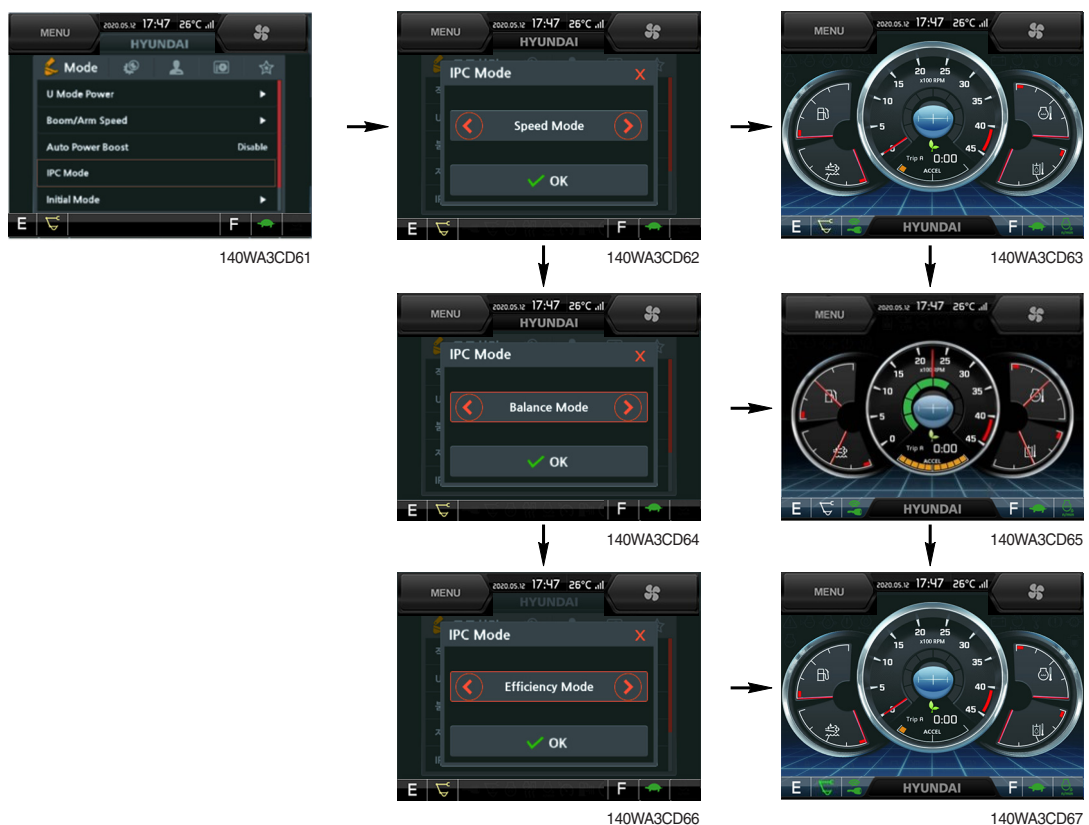 MENU
2020.05.12 17:47 26°C
HYUNDAI
Mode
U Mode Power
Boom/Arm Speed
Auto Power Boost Disable
IPC Mode
Initial Mode
E F
140WA3CD61
MENU
2020.05.12 17:47 26°C
HYUNDAI
IPC Mode X
Speed Mode
OK
E F
140WA3CD62
MENU
2020.05.12 17:47 26°C
0 5 10 15 20 25 30 35 40 45
x100 RPM
Trip A 0:00
ACCEL
E HYUNDAI F
140WA3CD63
MENU
2020.05.12 17:47 26°C
HYUNDAI
IPC Mode X
Balance Mode
OK
E F
140WA3CD64
MENU
2020.05.12 17:47 26°C
0 5 10 15 20 25 30 35 40 45
x100 RPM
Trip A 0:00
ACCEL
E HYUNDAI F
140WA3CD65
MENU
2020.05.12 17:47 26°C
HYUNDAI
IPC Mode X
Efficiency Mode
OK
E F
140WA3CD66
MENU
2020.05.12 17:47 26°C
0 5 10 15 20 25 30 35 40 45
x100 RPM
Trip A 0:00
ACCEL
E HYUNDAI F
140WA3CD67